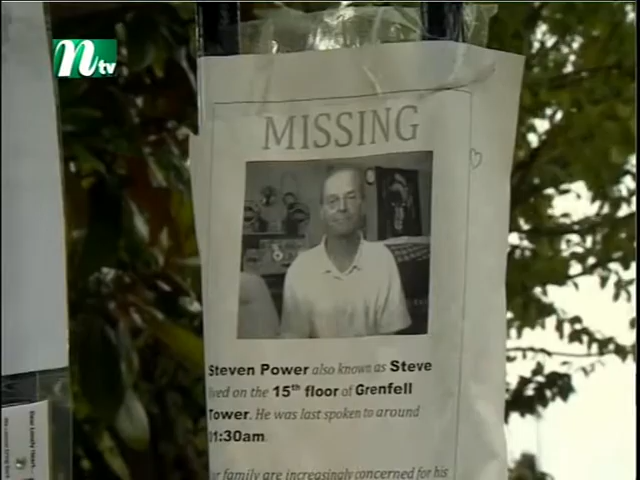 ntv
MISSING
Steven Power also known as Steve
lived on the 15th floor of Grenfell
Tower. He was last spoken to around
01:30am
family are increasingly concerned for his